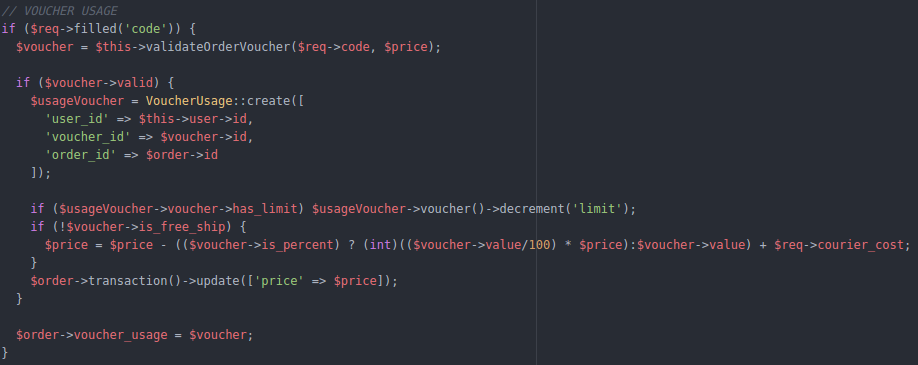 // VOUCHER USAGE
if ($req->filled('code')) {
  $voucher = $this->validateOrderVoucher($req->code, $price);

  if ($voucher->valid) {
    $usageVoucher = VoucherUsage::create([
      'user_id' => $this->user->id,
      'voucher_id' => $voucher->id,
      'order_id' => $order->id
    ]);

    if ($usageVoucher->voucher->has_limit) $usageVoucher->voucher()->decrement('limit');
    if (!$voucher->is_free_ship) {
      $price = $price - (($voucher->is_percent) ? (int)(($voucher->value/100) * $price):$voucher->value) + $req->courier_cost;
    }
    $order->transaction()->update(['price' => $price]);
  }

  $order->voucher_usage = $voucher;
}